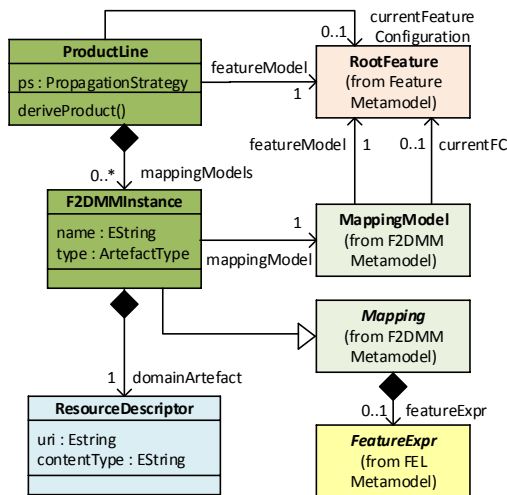 ProductLine
ps : PropagationStrategy
deriveProduct()
currentFeature
Configuration
0..1
featureModel
1
RootFeature
(from Feature
Metamodel)
0..*
mappingModels
featureModel
1
0..1
currentFC
F2DMMInstance
name : EString
type : ArtefactType
1
mappingModel
MappingModel
(from F2DMM
Metamodel)
Mapping
(from F2DMM
Metamodel)
1
domainArtefact
0..1
featureExpr
ResourceDescriptor
uri : Estring
contentType : EString
FeatureExpr
(from FEL
Metamodel)